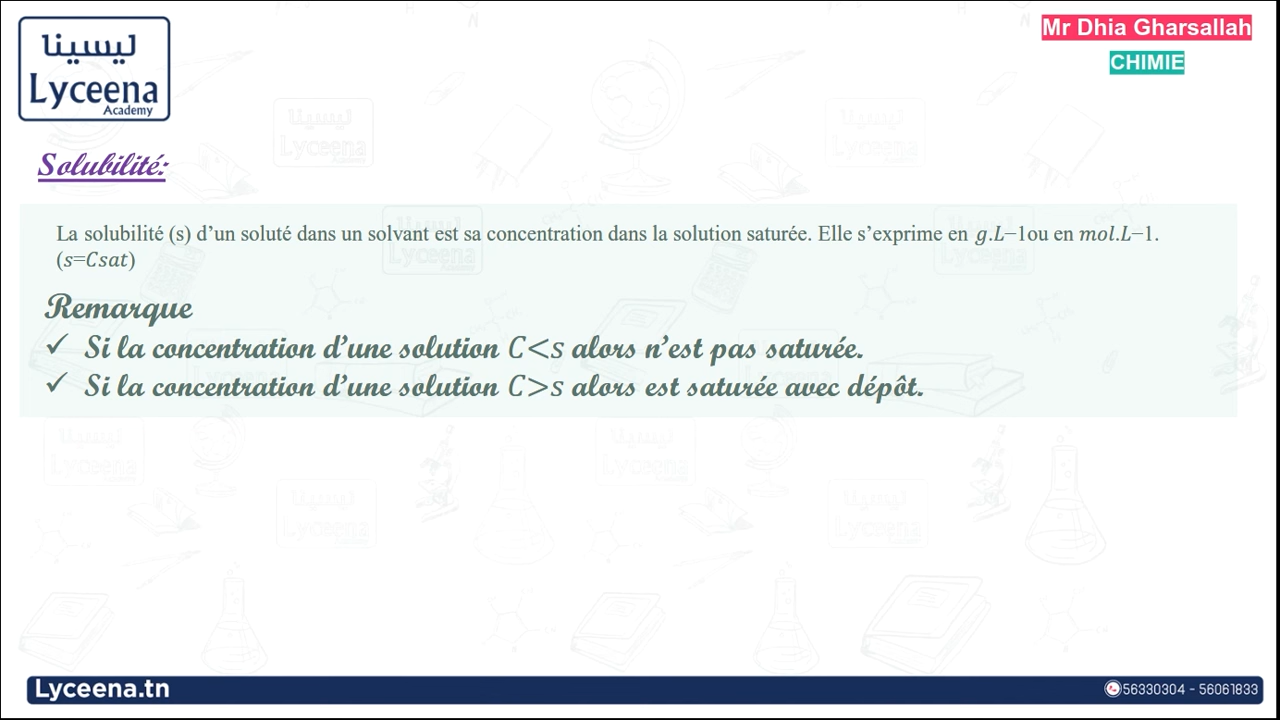 ليسينا
Lyceena
Academy
Mr Dhia Gharsallah
CHIMIE
Solubilité:
La solubilité (s) d’un soluté dans un solvant est sa concentration dans la solution saturée. Elle s’exprime en g.L−1ou en mol.L−1.
(s=Csat)
Remarque
✓ Si la concentration d’une solution C<s alors n’est pas saturée.
✓ Si la concentration d’une solution C>s alors est saturée avec dépôt.
Lyceena.tn
56330304 - 56061833